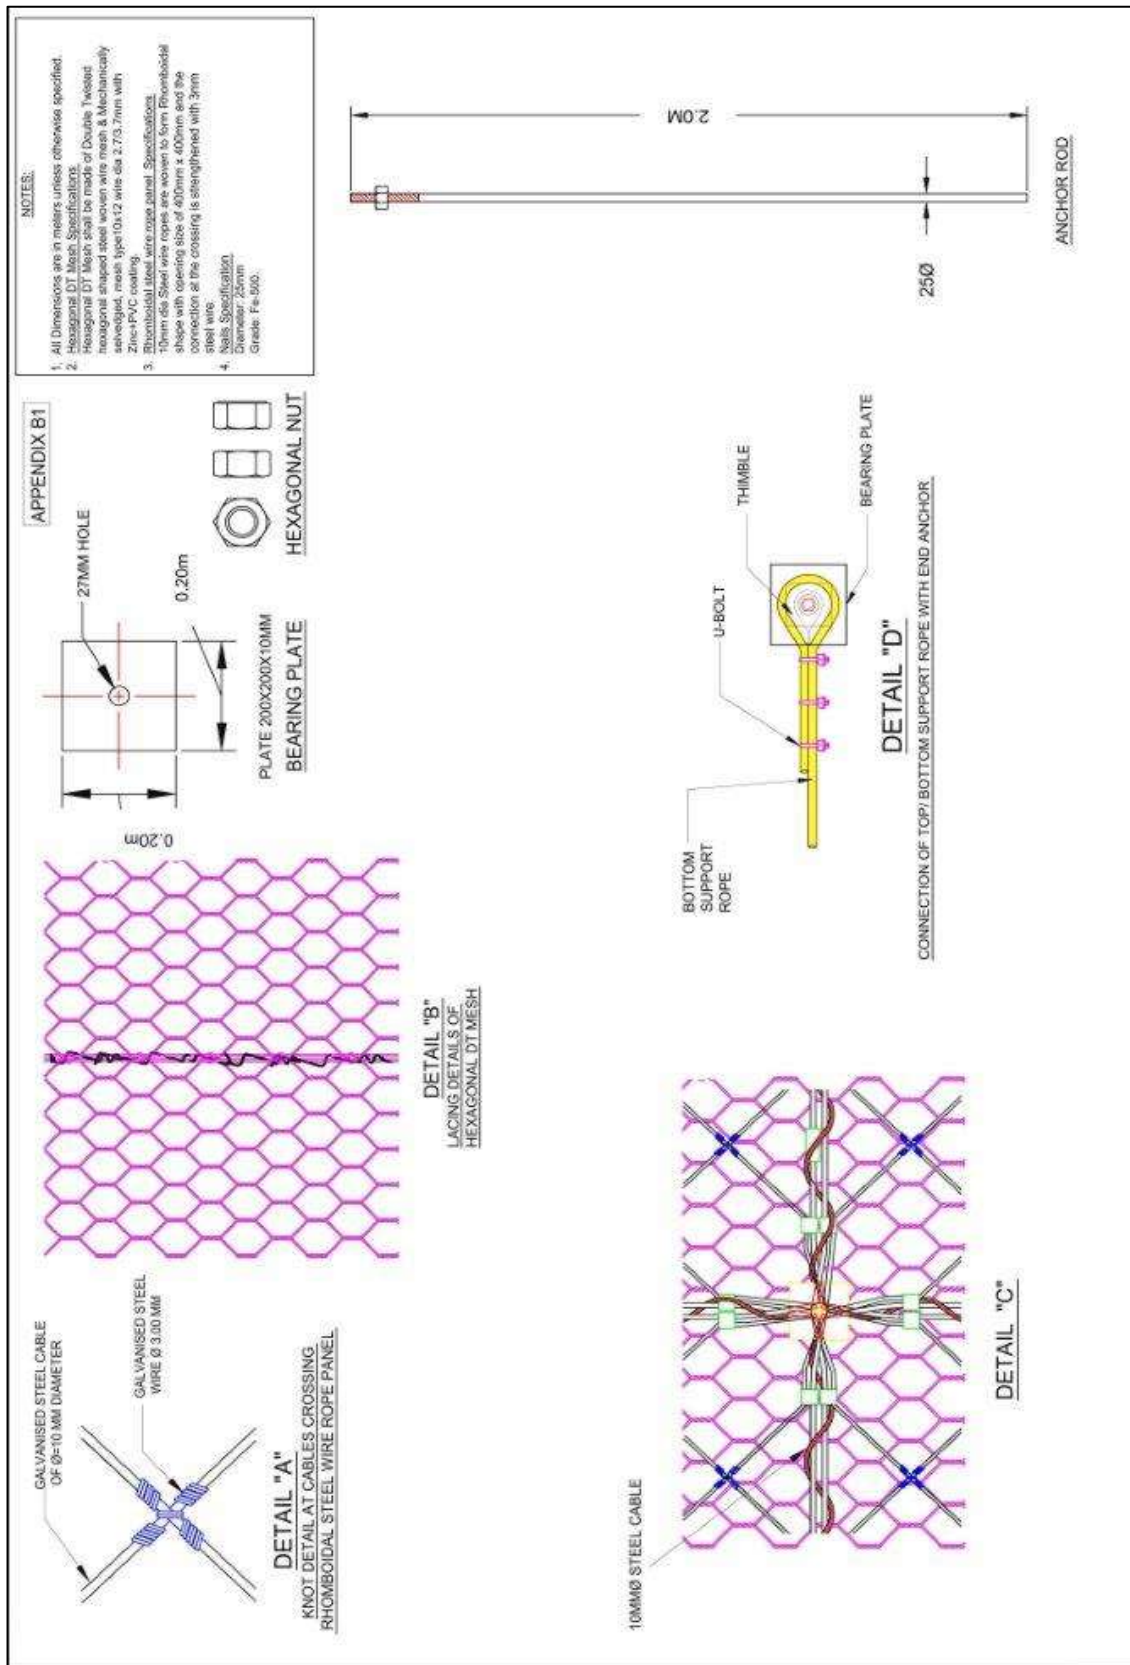 NOTES:
1. All Dimensions are in meters unless otherwise specified.
2. Hexagonal DT Mesh Specifications
Hexagonal DT Mesh shall be made of Double Twisted
hexagonal shaped steel woven wire mesh & Mechanically
selvedged, mesh type10x12 wire dia 2.7/3.7mm with
Zinc+PVC coating.
3. Rhomboidal steel wire rope panel Specifications
10mm dia Steel wire ropes are woven to form Rhomboidal
shape with opening size of 400mm x 400mm and the
connection at the crossing is strengthened with 3mm
steel wire.
4. Nails Specification
Diameter: 25mm
Grade: Fe-500.
APPENDIX B1
27MM HOLE
0.20m
0.20m
PLATE 200X200X10MM
BEARING PLATE
HEXAGONAL NUT
DETAIL "B"
LACING DETAILS OF
HEXAGONAL DT MESH
GALVANISED STEEL CABLE
OF Ø=10 MM DIAMETER
GALVANISED STEEL
WIRE Ø 3.00 MM
DETAIL "A"
KNOT DETAIL AT CABLES CROSSING
RHOMBOIDAL STEEL WIRE ROPE PANEL
10MMØ STEEL CABLE
DETAIL "C"
BOTTOM
SUPPORT
ROPE
U-BOLT
THIMBLE
BEARING PLATE
DETAIL "D"
CONNECTION OF TOP/ BOTTOM SUPPORT ROPE WITH END ANCHOR
2.0M
25Ø
ANCHOR ROD